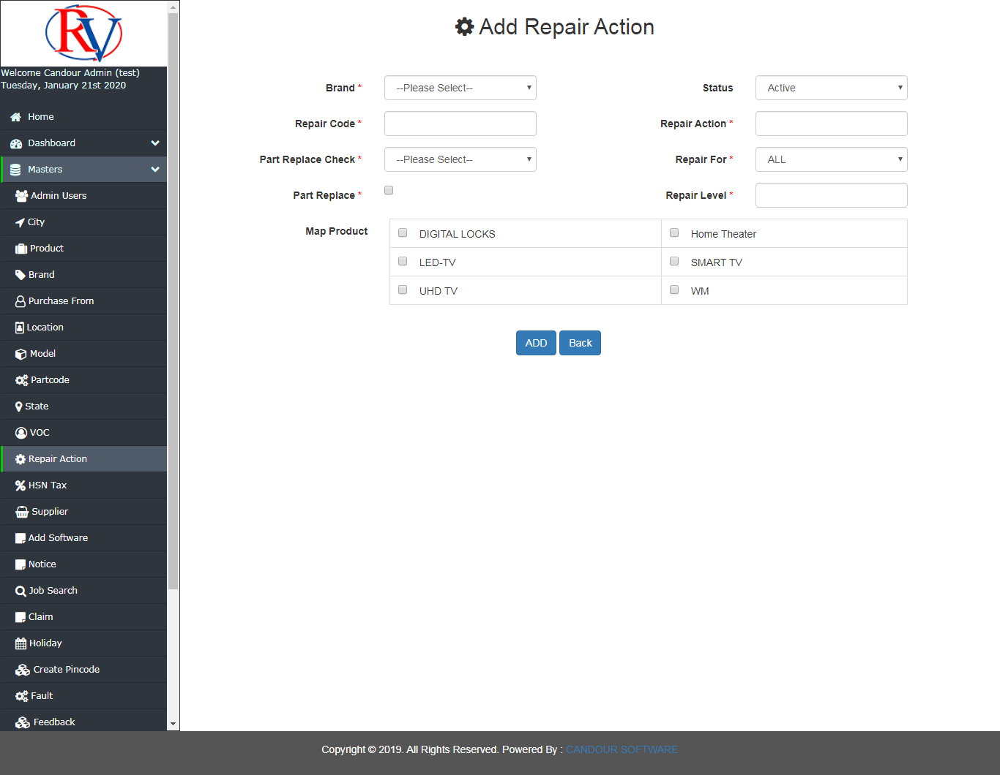 RV
Welcome Candour Admin (test)
Tuesday, January 21st 2020
Home
Dashboard
Masters
Admin Users
City
Product
Brand
Purchase From
Location
Model
Partcode
State
VOC
Repair Action
HSN Tax
Supplier
Add Software
Notice
Job Search
Claim
Holiday
Create Pincode
Fault
Feedback
Add Repair Action
Brand * --Please Select-- Status Active
Repair Code * Repair Action *
Part Replace Check * --Please Select-- Repair For * ALL
Part Replace * Repair Level *
Map Product DIGITAL LOCKS Home Theater
LED-TV SMART TV
UHD TV WM
ADD Back
Copyright © 2019. All Rights Reserved. Powered By : CANDOUR SOFTWARE